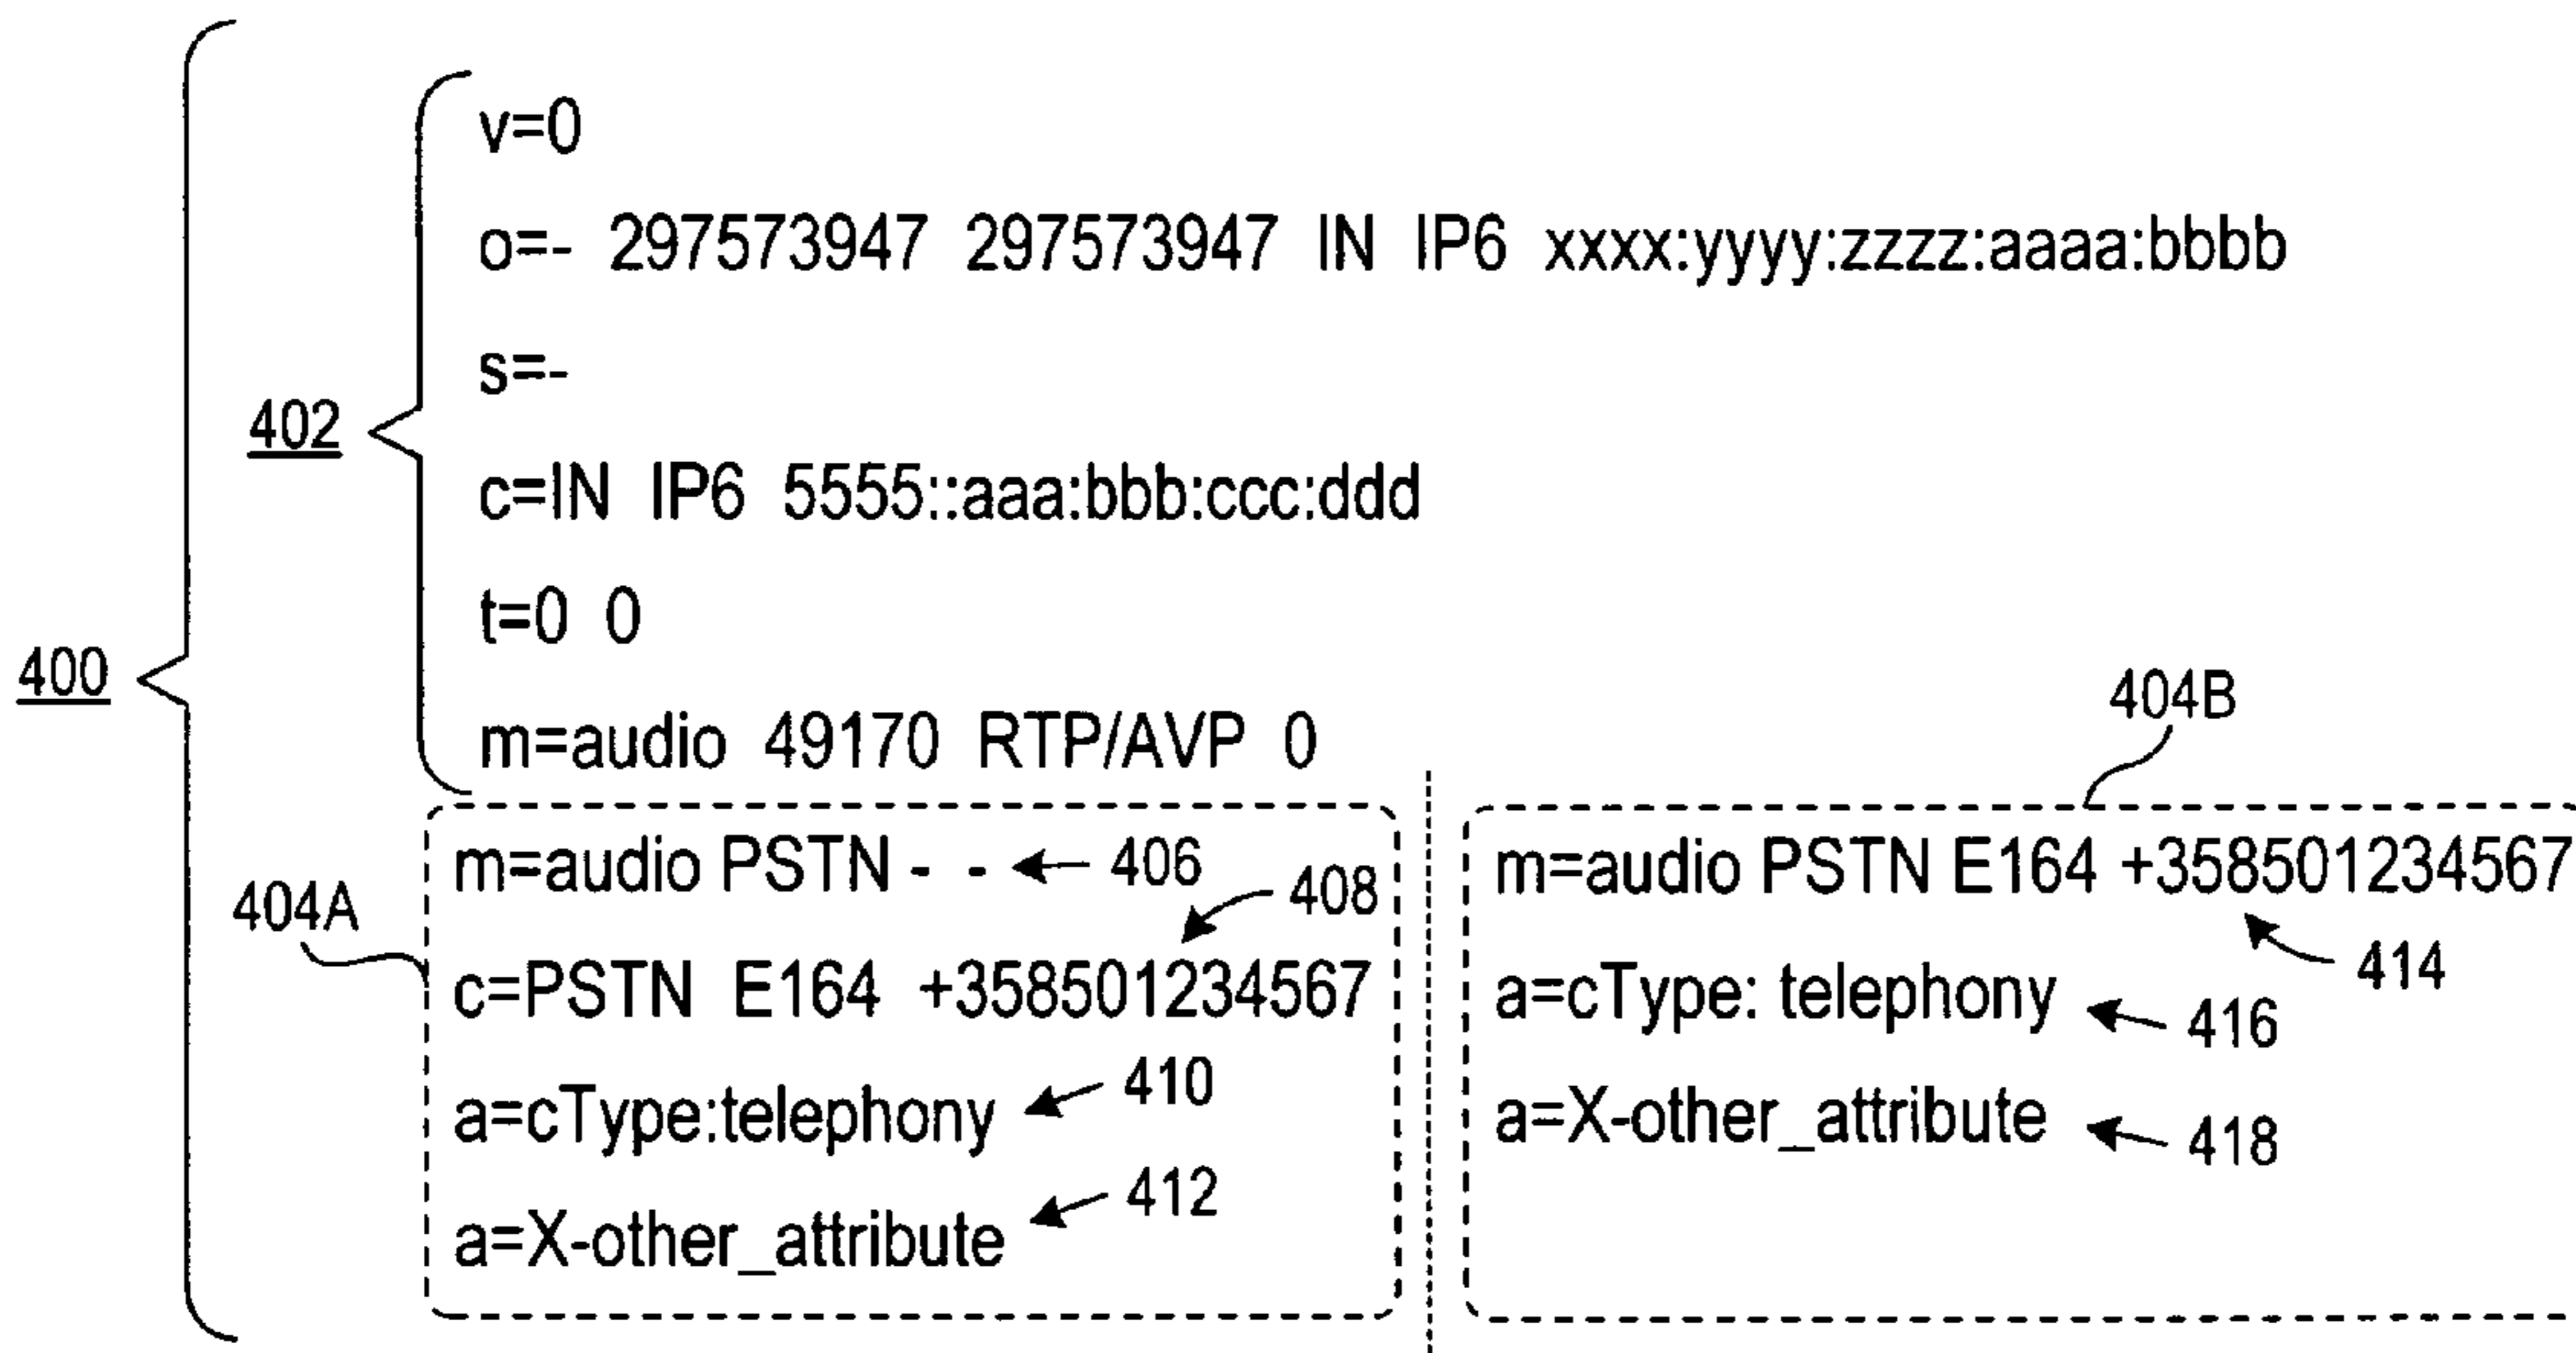 v=0
o=- 297573947 297573947 IN IP6 xxxx:yyyy:zzzz:aaaa:bbbb
s=-
402
c=IN IP6 5555::aaa:bbb:ccc:ddd
t=0 0
400
m=audio 49170 RTP/AVP 0
404B
404A
m=audio PSTN - - 406
408
c=PSTN E164 +358501234567
a=cType:telephony 410
a=X-other_attribute 412
m=audio PSTN E164 +358501234567
414
a=cType: telephony 416
a=X-other_attribute 418